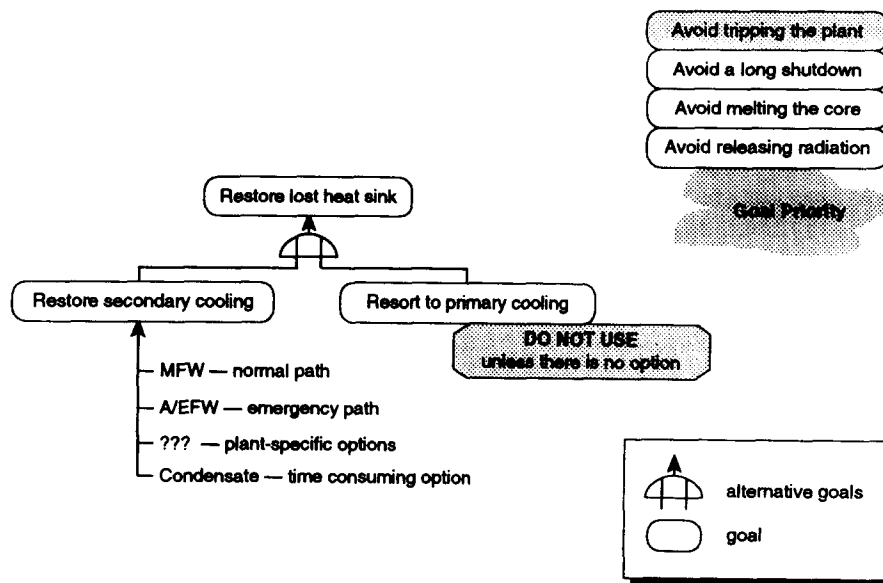 Avoid tripping the plant
Avoid a long shutdown
Avoid melting the core
Avoid releasing radiation
Goal Priority
Restore lost heat sink
Restore secondary cooling
Resort to primary cooling
DO NOT USE
unless there is no option
MFW — normal path
A/EFW — emergency path
??? — plant-specific options
Condensate — time consuming option
alternative goals
goal